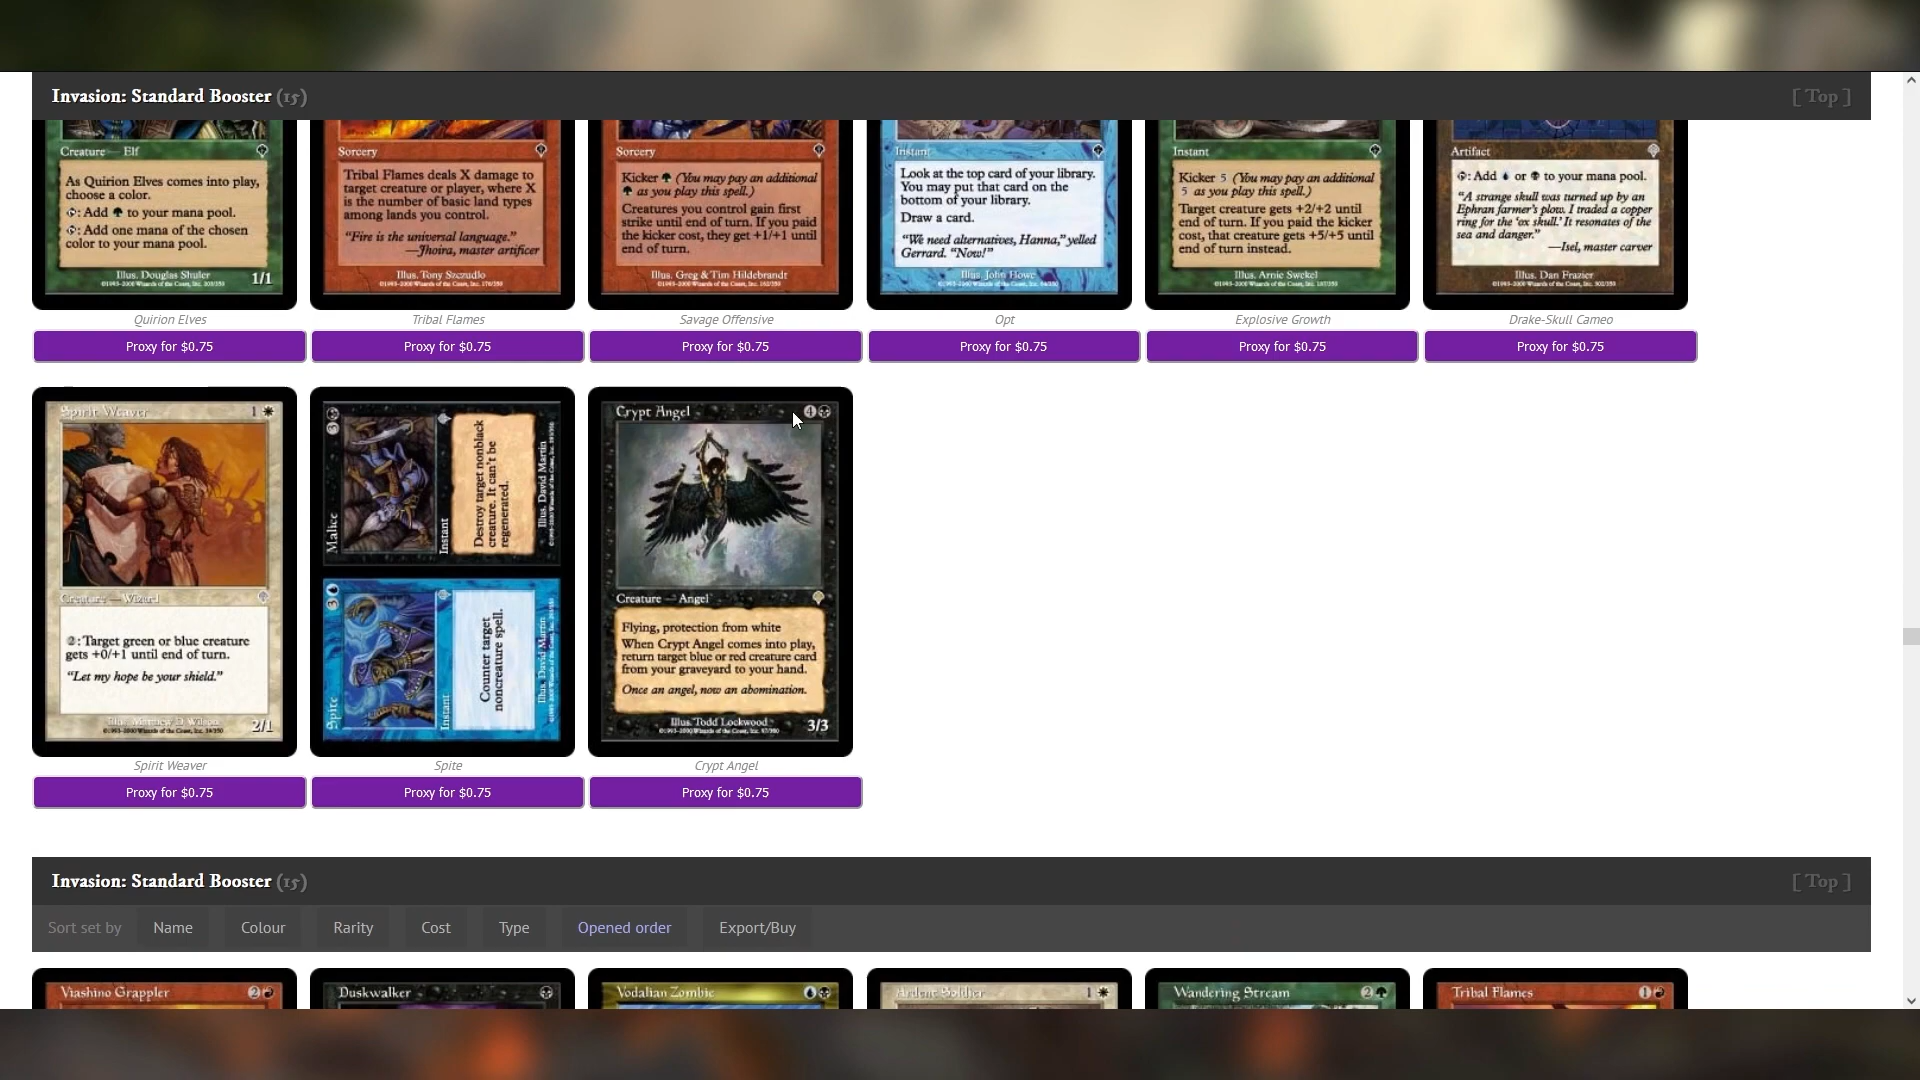 Invasion: Standard Booster (15)
[ Top ]
Creature — Elf
As Quirion Elves comes into play,
choose a color.
: Add to your mana pool.
: Add one mana of the chosen
color to your mana pool.
Illus. Douglas Shuler
1/1
Sorcery
Tribal Flames deals X damage to
target creature or player, where X
is the number of basic land types
among lands you control.
"Fire is the universal language."
—Jhoira, master artificer
Illus. Tony Szczudlo
Sorcery
Kicker (You may pay an additional
as you play this spell.)
Creatures you control gain first
strike until end of turn. If you paid
the kicker cost, they get +1/+1 until
end of turn.
Illus. Greg & Tim Hildebrandt
Instant
Look at the top card of your library.
You may put that card on the
bottom of your library.
Draw a card.
"We need alternatives, Hanna," yelled
Gerrard. "Now!"
Illus. John Howe
Instant
Kicker 5 (You may pay an additional
5 as you play this spell.)
Target creature gets +2/+2 until
end of turn. If you paid the kicker
cost, that creature gets +5/+5 until
end of turn instead.
Illus. Arnie Swekel
Artifact
: Add or to your mana pool.
"A strange skull was turned up by an
Ephran farmer's plow. I traded a copper
ring for the 'ox skull.' It resonates of the
sea and danger."
—Isel, master carver
Illus. Dan Frazier
Quirion Elves
Tribal Flames
Savage Offensive
Opt
Explosive Growth
Drake-Skull Cameo
Proxy for $0.75
Proxy for $0.75
Proxy for $0.75
Proxy for $0.75
Proxy for $0.75
Proxy for $0.75
Spirit Weaver 1
Creature — Wizard
2: Target green or blue creature
gets +0/+1 until end of turn.
"Let my hope be your shield."
Illus. Matthew D. Wilson
2/1
Malice 3
Instant
Destroy target nonblack
creature. It can't be
regenerated.
Illus. David Martin
Spite 3
Instant
Counter target
noncreature spell.
Illus. David Martin
Crypt Angel 4
Creature — Angel
Flying, protection from white
When Crypt Angel comes into play,
return target blue or red creature card
from your graveyard to your hand.
Once an angel, now an abomination.
Illus. Todd Lockwood
3/3
Spirit Weaver
Spite
Crypt Angel
Proxy for $0.75
Proxy for $0.75
Proxy for $0.75
Invasion: Standard Booster (15)
[ Top ]
Sort set by Name Colour Rarity Cost Type Opened order Export/Buy
Viashino Grappler 2
Duskwalker
Vodalian Zombie
Ardent Soldier 1
Wandering Stream 2
Tribal Flames 1